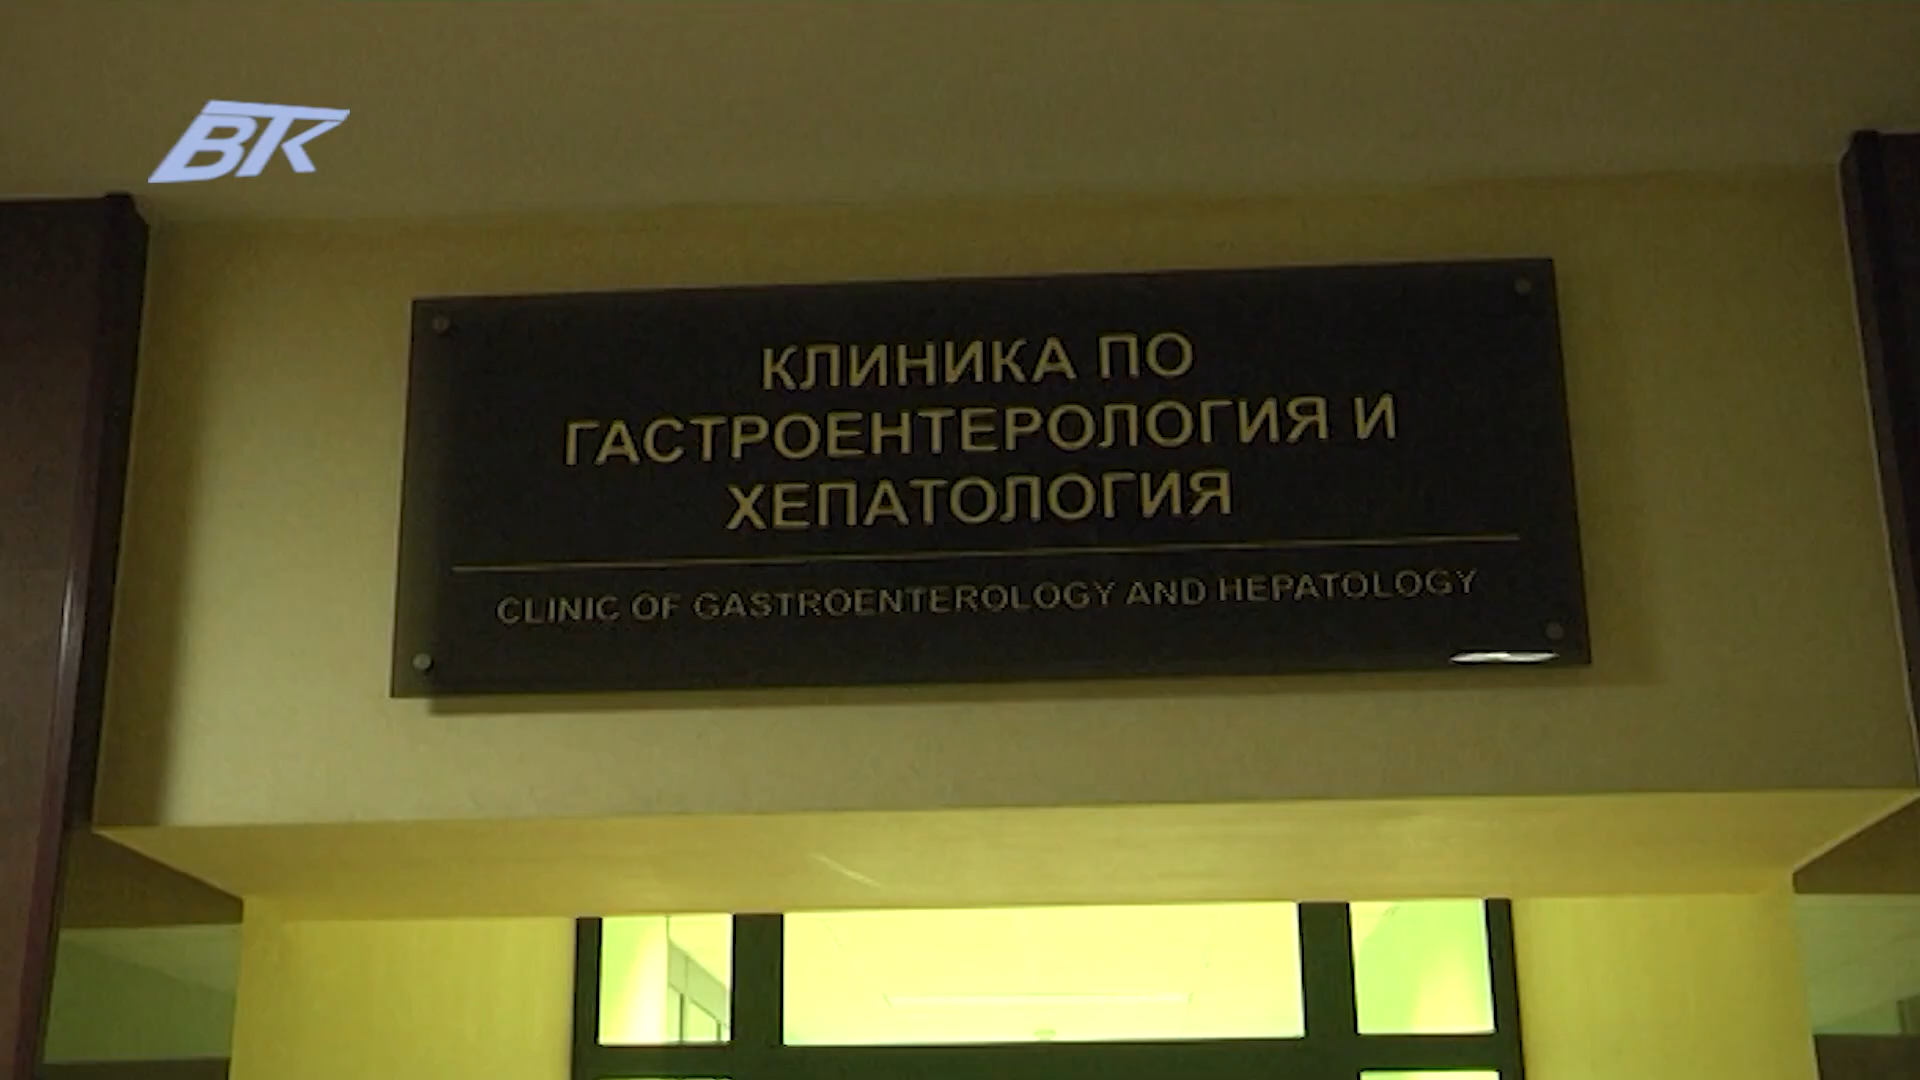 ВТК
КЛИНИКА ПО
ГАСТРОЕНТЕРОЛОГИЯ И
ХЕПАТОЛОГИЯ
CLINIC OF GASTROENTEROLOGY AND HEPATOLOGY